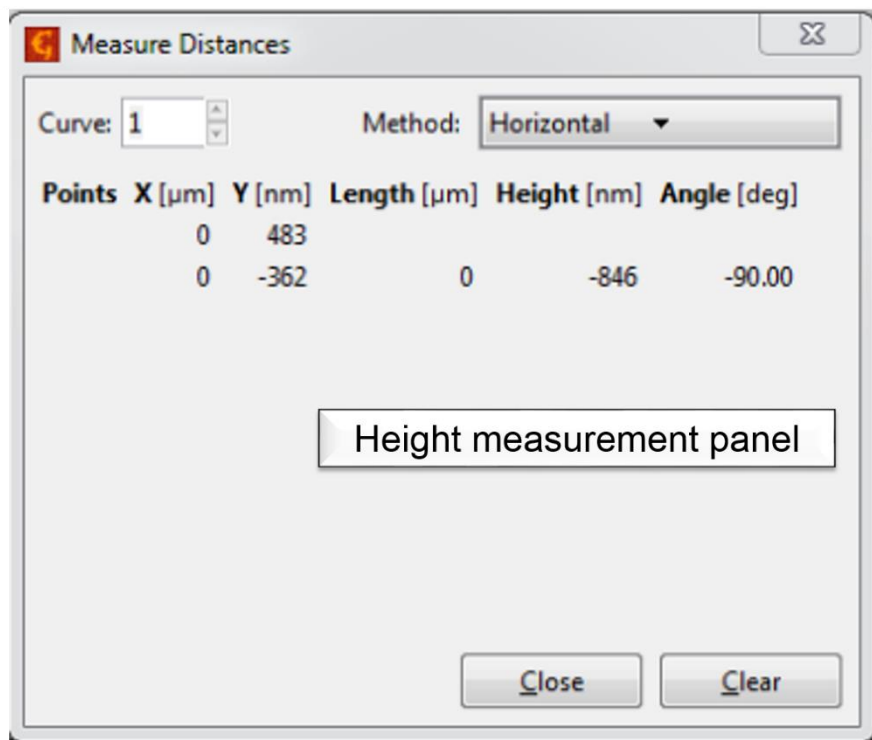 Measure Distances
Curve: 1 Method: Horizontal
Points X [µm] Y [nm] Length [µm] Height [nm] Angle [deg]
0 483
0 -362 0 -846 -90.00
Height measurement panel
Close Clear